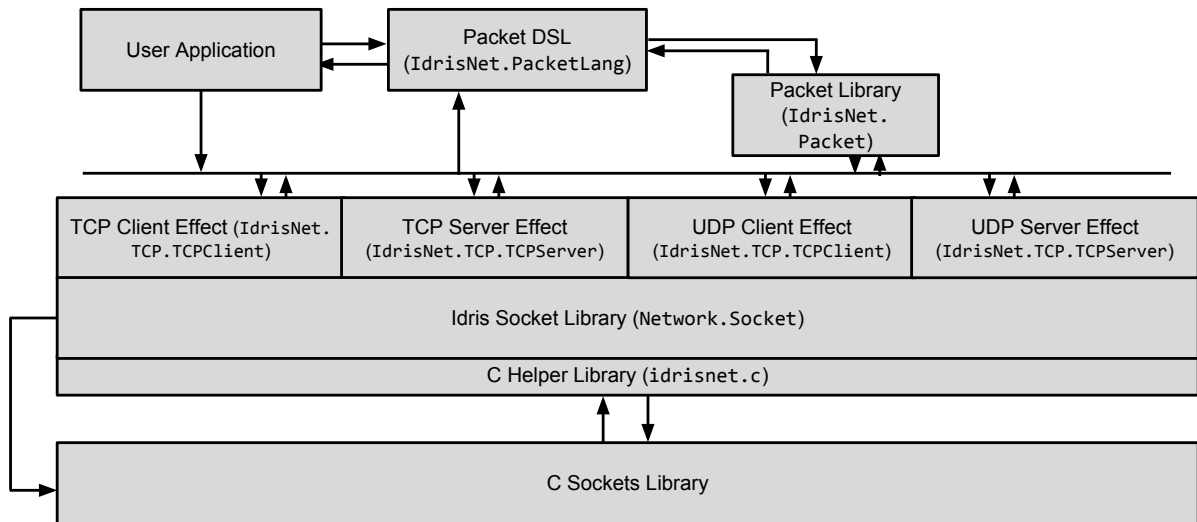 User Application
Packet DSL
(IdrisNet.PacketLang)
Packet Library
(IdrisNet.
Packet)
TCP Client Effect (IdrisNet.
TCP.TCPClient)
TCP Server Effect
(IdrisNet.TCP.TCPServer)
UDP Client Effect
(IdrisNet.TCP.TCPClient)
UDP Server Effect
(IdrisNet.TCP.TCPServer)
Idris Socket Library (Network.Socket)
C Helper Library (idrisnet.c)
C Sockets Library